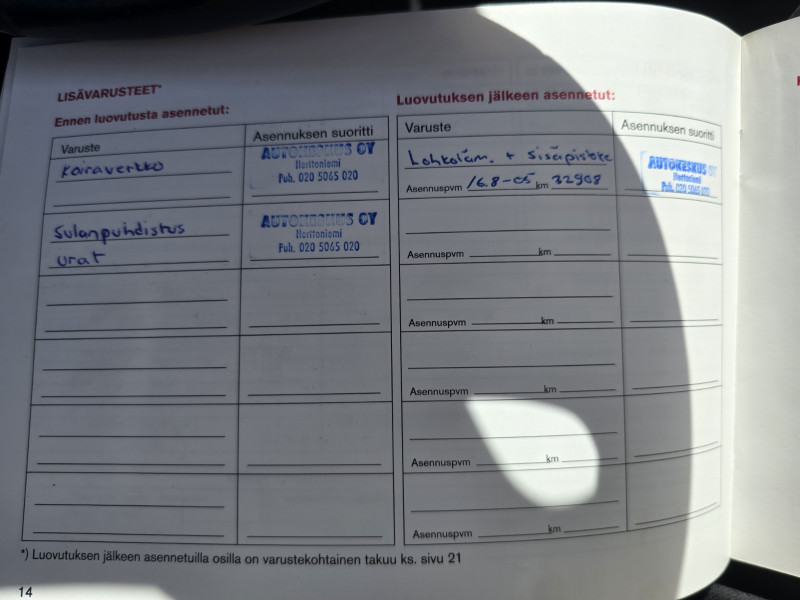 LISÄVARUSTEET*
Ennen luovutusta asennetut:
Varuste
Asennuksen suoritti
Koiraverkko
AUTOKESKUS OY
Herttoniemi
Puh. 020 5065 020
Sulanpuhdistus
urat
AUTOKESKUS OY
Herttoniemi
Puh. 020 5065 020
Luovutuksen jälkeen asennetut:
Varuste
Asennuksen suoritti
Lohkoläm. + Sisäpistoke
Asennuspvm 16.8-05 km 32908
AUTOKESKUS OY
Herttoniemi
Puh. 020 5065 020
Asennuspvm km
Asennuspvm km
Asennuspvm km
Asennuspvm km
Asennuspvm km
*) Luovutuksen jälkeen asennetuilla osilla on varustekohtainen takuu ks. sivu 21
14